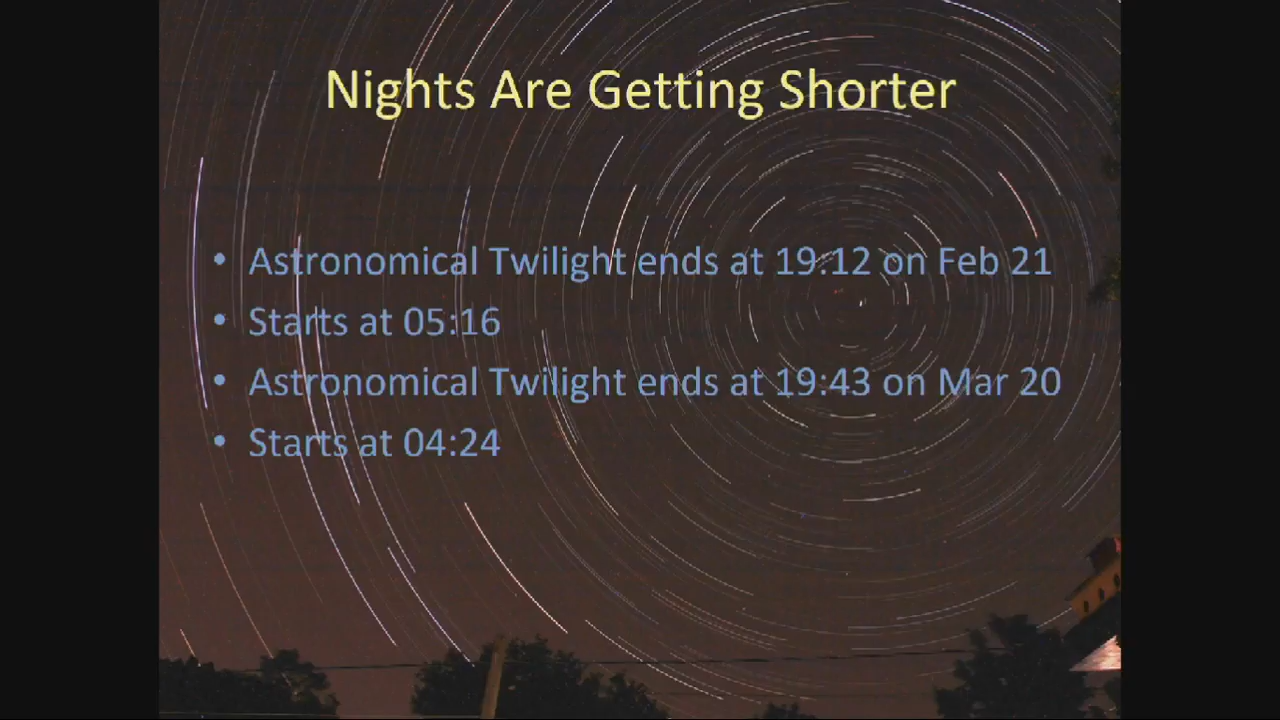 Nights Are Getting Shorter
• Astronomical Twilight ends at 19:12 on Feb 21
• Starts at 05:16
• Astronomical Twilight ends at 19:43 on Mar 20
• Starts at 04:24